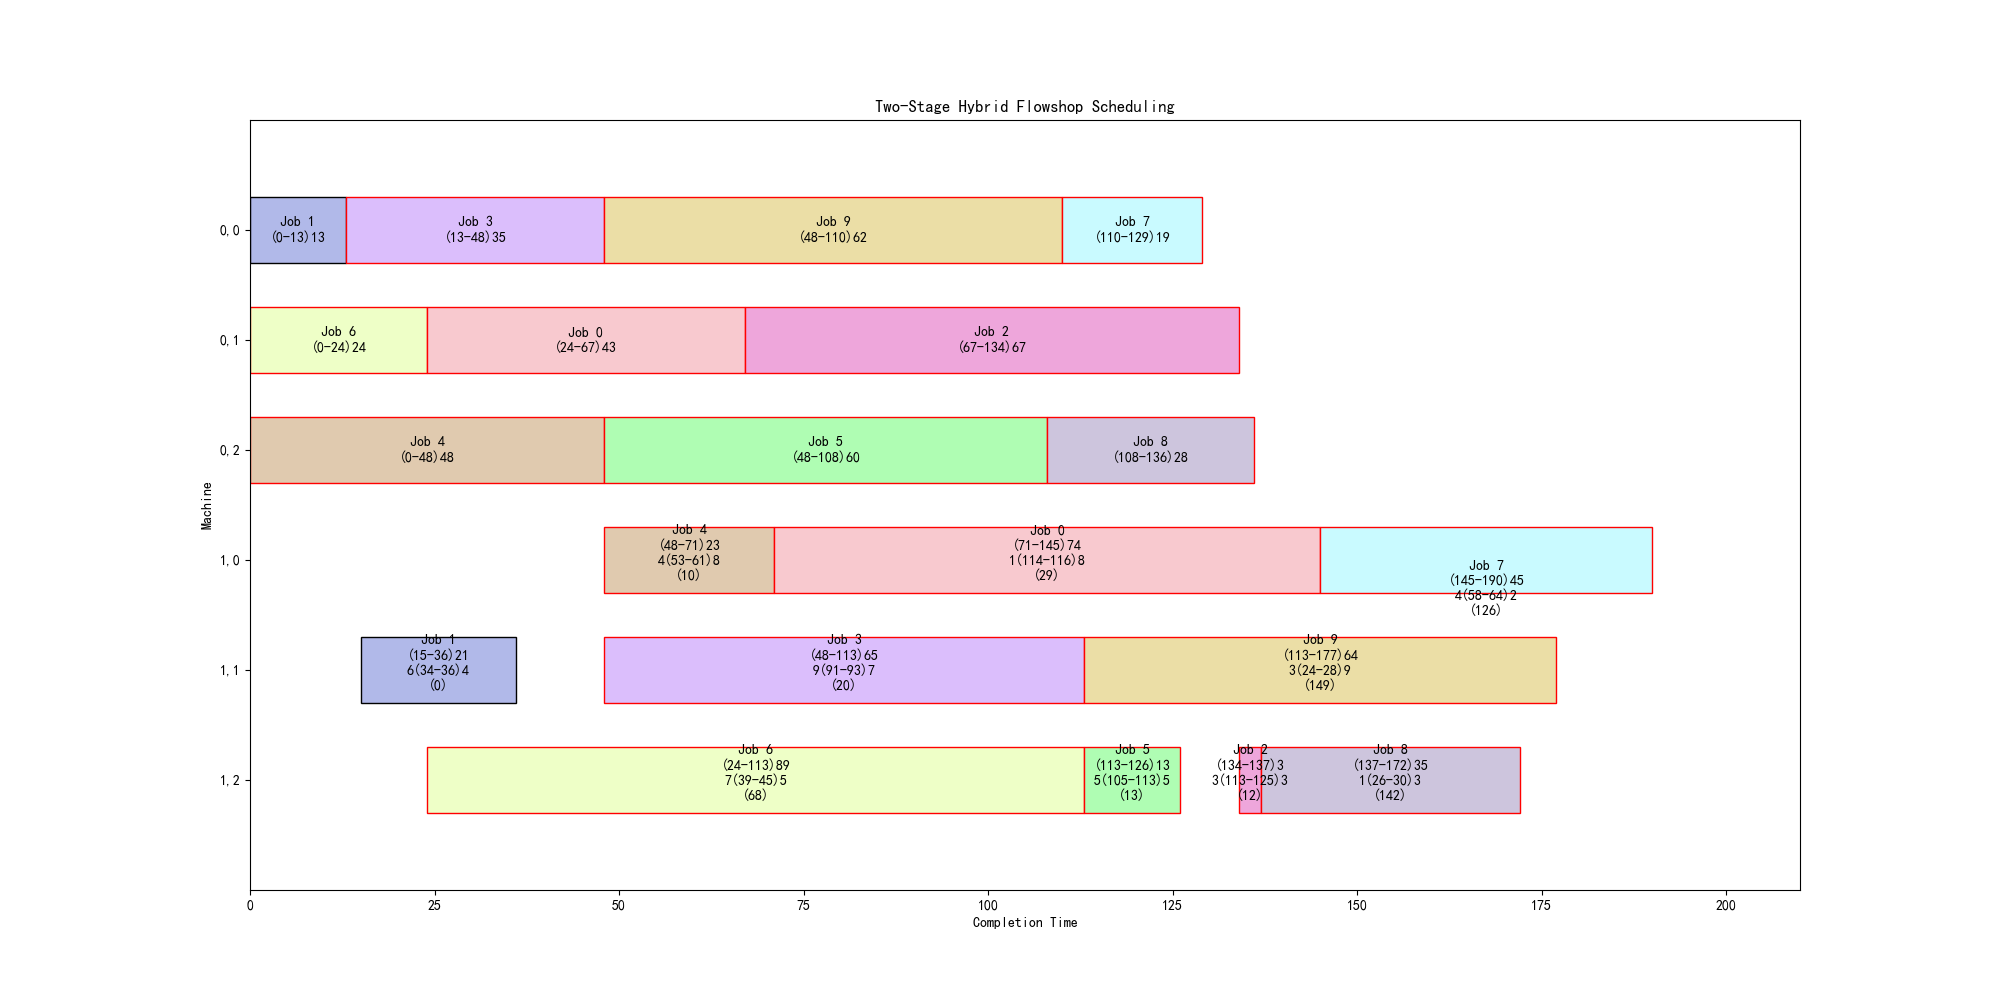 Two-Stage Hybrid Flowshop Scheduling
Machine
0,0
Job 1
(0-13)13
Job 3
(13-48)35
Job 9
(48-110)62
Job 7
(110-129)19
0,1
Job 6
(0-24)24
Job 0
(24-67)43
Job 2
(67-134)67
0,2
Job 4
(0-48)48
Job 5
(48-108)60
Job 8
(108-136)28
1,0
Job 4
(48-71)23
4(53-61)8
(10)
Job 0
(71-145)74
1(114-116)8
(29)
Job 7
(145-190)45
4(58-64)2
(126)
1,1
Job 1
(15-36)21
6(34-36)4
(0)
Job 3
(48-113)65
9(91-93)7
(20)
Job 9
(113-177)64
3(24-28)9
(149)
1,2
Job 6
(24-113)89
7(39-45)5
(68)
Job 5
(113-126)13
5(105-113)5
(13)
Job 2
(134-137)3
3(113-125)3
(12)
Job 8
(137-172)35
1(26-30)3
(142)
0
25
50
75
100
125
150
175
200
Completion Time